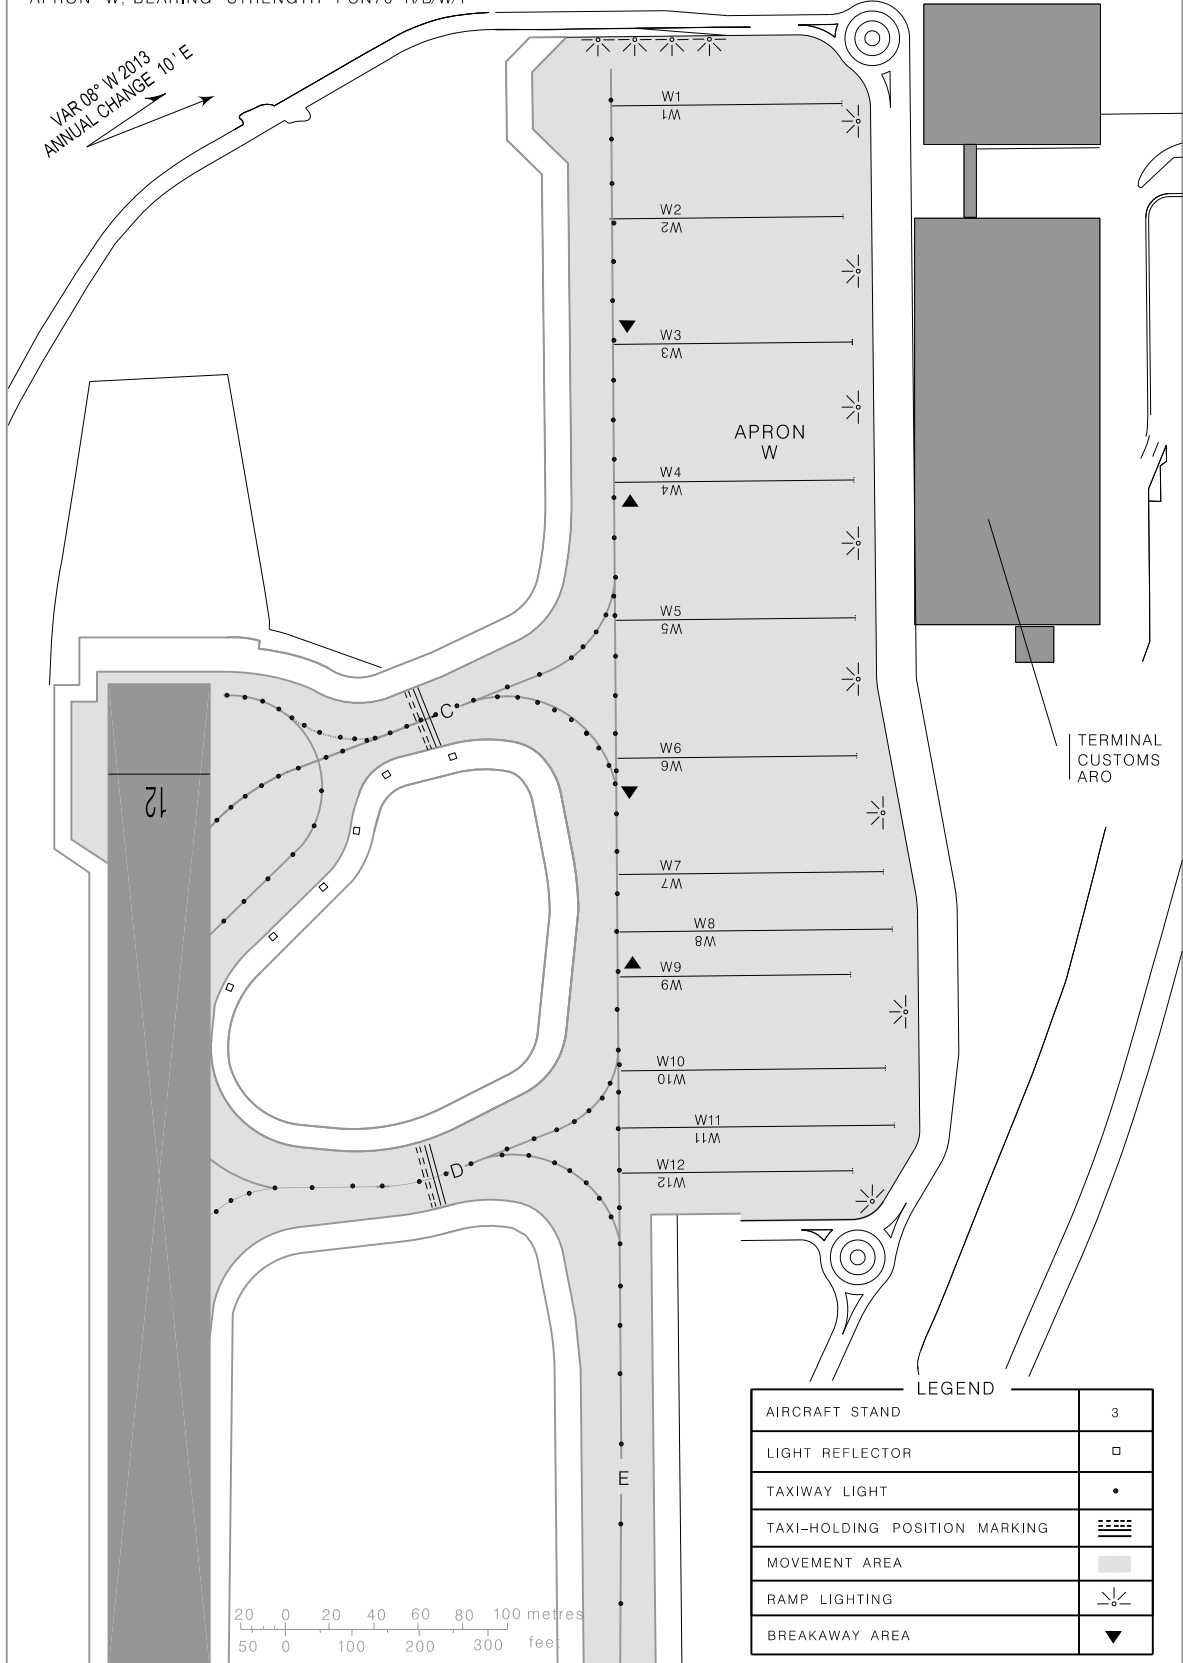 VAR 08° W 2013
ANNUAL CHANGE 10' E
W1
W1
W2
W2
W3
W3
APRON
W
W4
W4
W5
W5
C
W6
W6
TERMINAL
CUSTOMS
ARO
12
W7
W7
W8
W8
W9
W9
W10
W10
W11
W11
D
W12
W12
E
LEGEND
AIRCRAFT STAND 3
LIGHT REFLECTOR
TAXIWAY LIGHT
TAXI-HOLDING POSITION MARKING
MOVEMENT AREA
RAMP LIGHTING
BREAKAWAY AREA
20 0 20 40 60 80 100 metres
50 0 100 200 300 feet